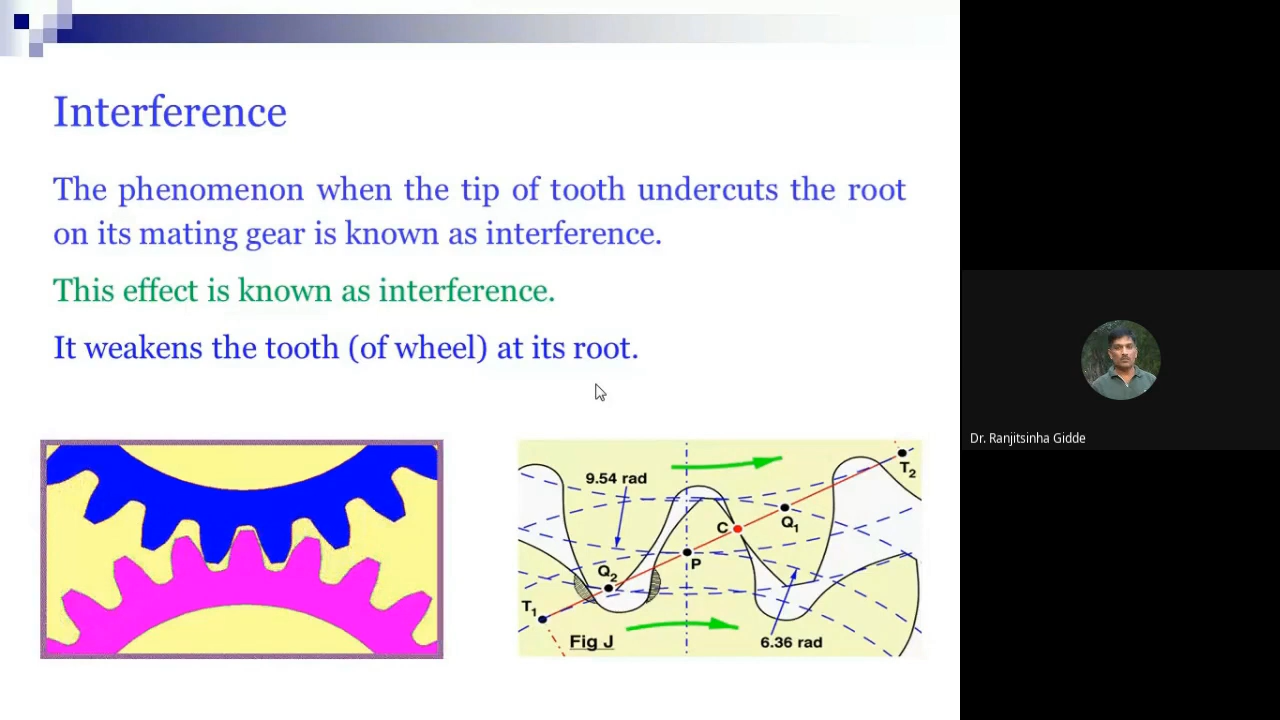 Interference
The phenomenon when the tip of tooth undercuts the root
on its mating gear is known as interference.
This effect is known as interference.
It weakens the tooth (of wheel) at its root.
Dr. Ranjitsinha Gidde
9.54 rad
T2
C
Q1
P
Q2
T1
Fig J
6.36 rad